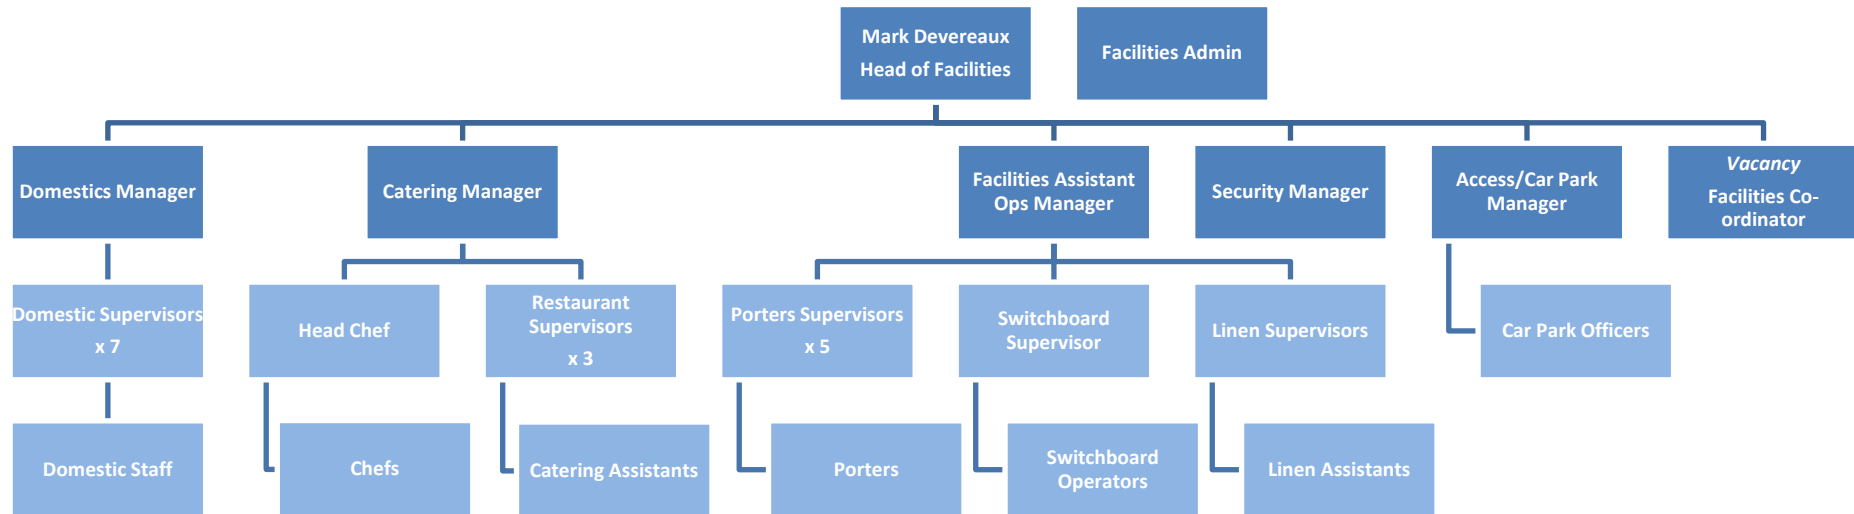 Mark Devereaux
Head of Facilities
Facilities Admin
Domestics Manager
Catering Manager
Facilities Assistant
Ops Manager
Security Manager
Access/Car Park
Manager
Vacancy
Facilities Co-
ordinator
Domestic Supervisors
x 7
Head Chef
Restaurant
Supervisors
x 3
Porters Supervisors
x 5
Switchboard
Supervisor
Linen Supervisors
Car Park Officers
Domestic Staff
Chefs
Catering Assistants
Porters
Switchboard
Operators
Linen Assistants